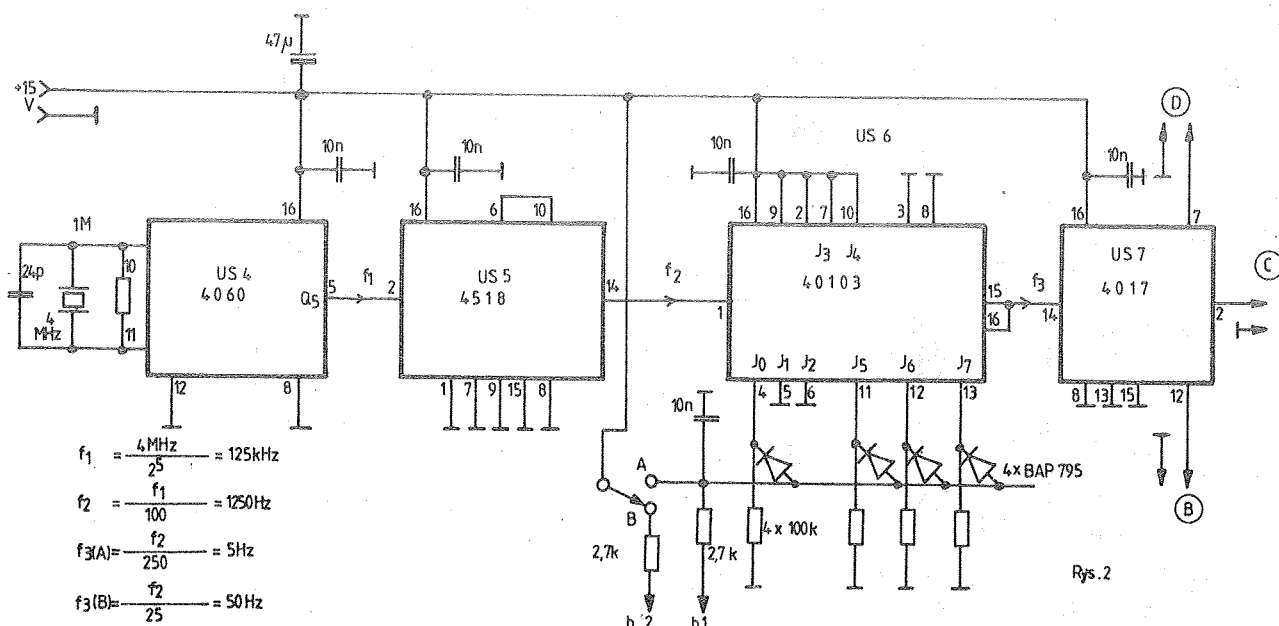 47μ
+15
V
10n
10n
10n
US 6
10n
D
16
16
6
10
16
9
2
7
10
3
8
16
7
1M
24p
4
MHz
10
11
US 4
4060
Q5
5
f1
2
US 5
4518
14
f2
1
J3 J4
40103
15
16
f3
14
US 7
4017
2
C
12
8
1
7
9
15
8
J0 J1 J2 J5 J6 J7
4
5
6
11
12
13
8
13
15
12
10n
A
B
4 x BAP 795
4 x 100k
2,7k
2,7k
B
b 2
b1
Rys. 2
f1 = 4MHz / 2^5 = 125kHz
f2 = f1 / 100 = 1250Hz
f3(A)= f2 / 250 = 5Hz
f3(B)= f2 / 25 = 50Hz